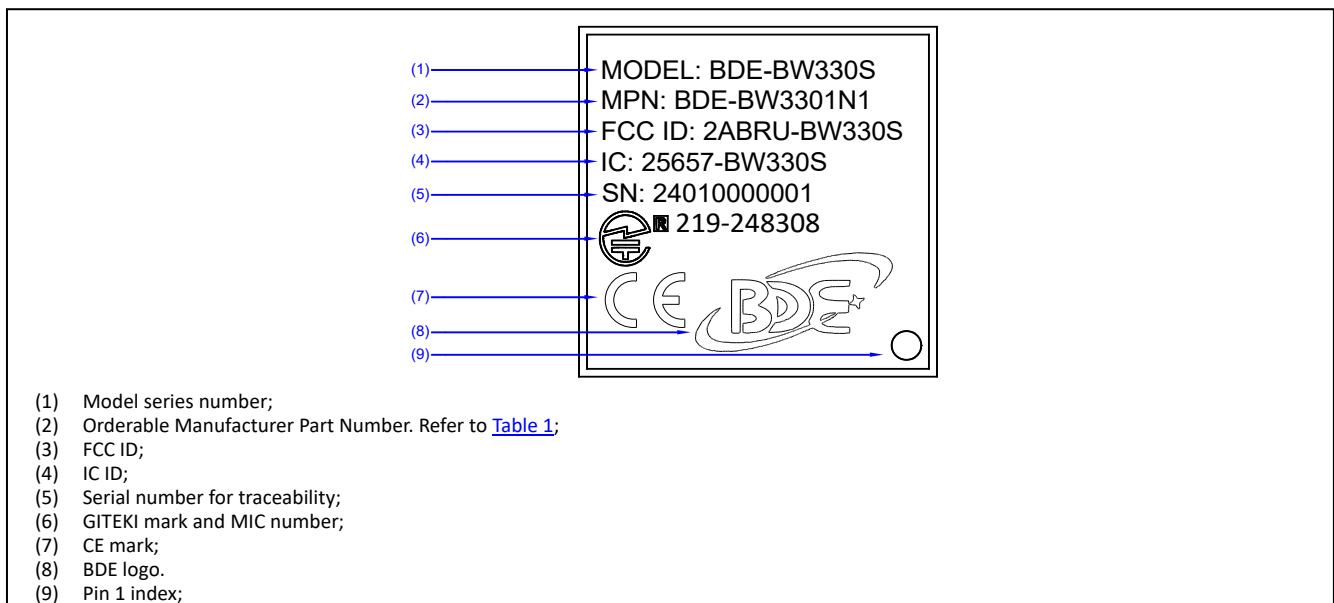 (1) MODEL: BDE-BW330S
(2) MPN: BDE-BW3301N1
(3) FCC ID: 2ABRU-BW330S
(4) IC: 25657-BW330S
(5) SN: 24010000001
(6) R 219-248308
(7) CE BDE
(8)
(9)
(1) Model series number;
(2) Orderable Manufacturer Part Number. Refer to Table 1;
(3) FCC ID;
(4) IC ID;
(5) Serial number for traceability;
(6) GITEKI mark and MIC number;
(7) CE mark;
(8) BDE logo.
(9) Pin 1 index;